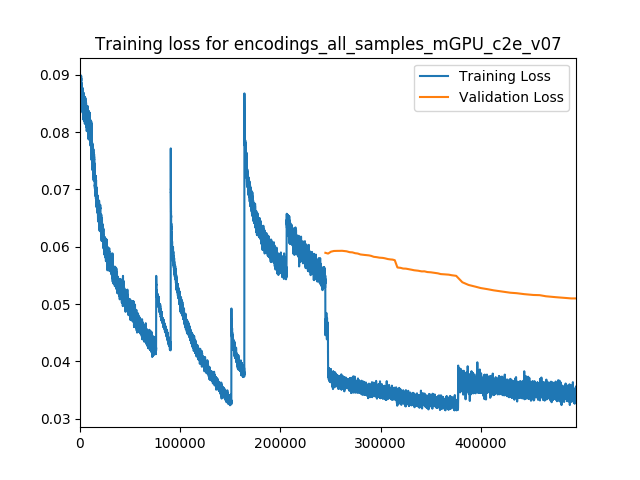 Training loss for encodings_all_samples_mGPU_c2e_v07
Training Loss
Validation Loss
0.09
0.08
0.07
0.06
0.05
0.04
0.03
0 100000 200000 300000 400000